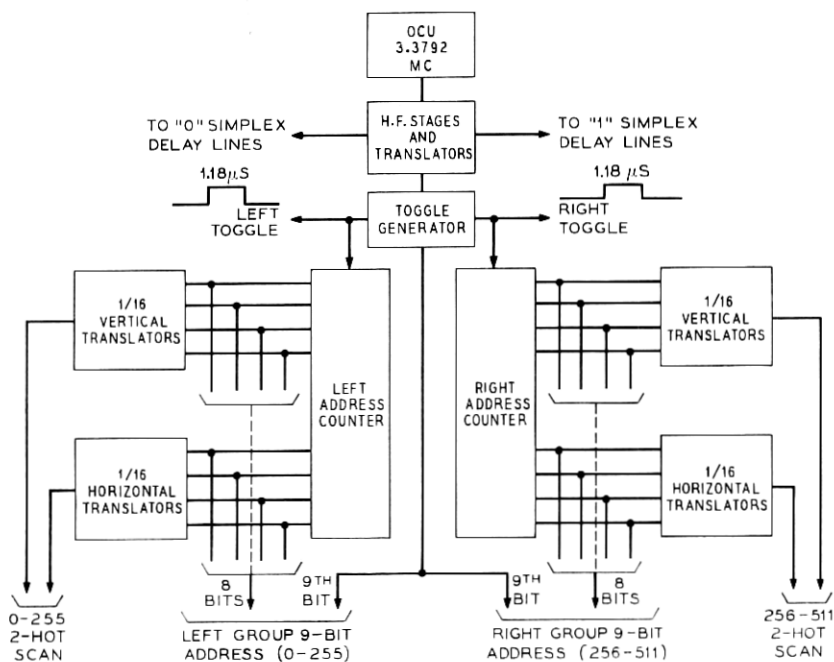 OCU
3.3792
MC
TO "0" SIMPLEX
DELAY LINES
H.F. STAGES
AND
TRANSLATORS
TO "1" SIMPLEX
DELAY LINES
1.18μS
LEFT
TOGGLE
TOGGLE
GENERATOR
1.18 μS
RIGHT
TOGGLE
1/16
VERTICAL
TRANSLATORS
LEFT
ADDRESS
COUNTER
1/16
HORIZONTAL
TRANSLATORS
RIGHT
ADDRESS
COUNTER
1/16
VERTICAL
TRANSLATORS
1/16
HORIZONTAL
TRANSLATORS
0-255
2-HOT
SCAN
8
BITS
9TH
BIT
LEFT GROUP 9-BIT
ADDRESS (0-255)
9TH
BIT
8
BITS
RIGHT GROUP 9-BIT
ADDRESS (256-511)
256-511
2-HOT
SCAN